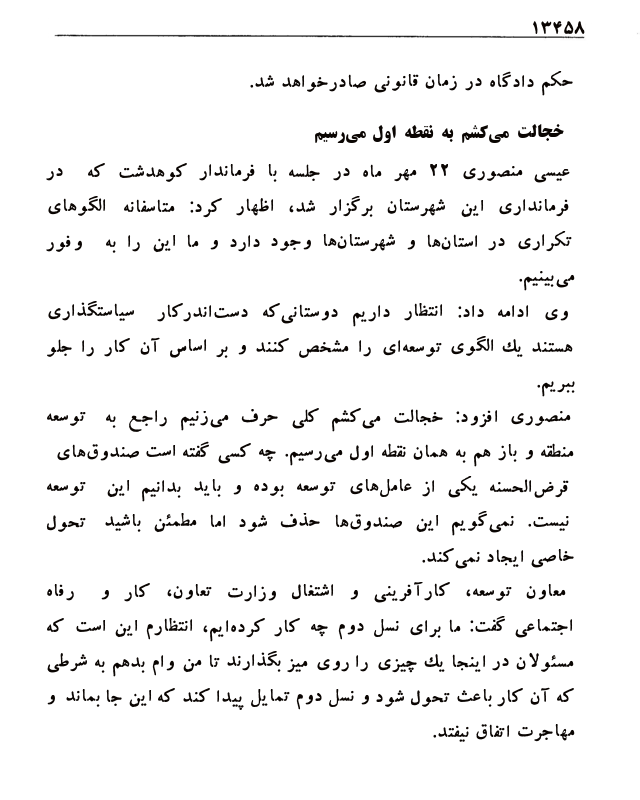 ۱۳۴۵۸
حکم دادگاه در زمان قانونی صادرخواهد شد.
خجالت می‌کشم به نقطه اول می‌رسیم
عیسی منصوری ۲۲ مهر ماه در جلسه با فرماندار کوهدشت که در
فرمانداری این شهرستان برگزار شد، اظهار کرد: متاسفانه الگوهای
تکراری در استان‌ها و شهرستان‌ها وجود دارد و ما این را به وفور
می‌بینیم.
وی ادامه داد: انتظار داریم دوستانی‌که دست‌اندرکار سیاستگذاری
هستند یك الگوی توسعه‌ای را مشخص کنند و بر اساس آن کار را جلو
ببریم.
منصوری افزود: خجالت می‌کشم کلی حرف می‌زنیم راجع به توسعه
منطقه و باز هم به همان نقطه اول می‌رسیم. چه کسی گفته است صندوق‌های
قرض‌الحسنه یکی از عامل‌های توسعه بوده و باید بدانیم این توسعه
نیست. نمی‌گویم این صندوق‌ها حذف شود اما مطمئن باشید تحول
خاصی ایجاد نمی‌کند.
معاون توسعه، کارآفرینی و اشتغال وزارت تعاون، کار و رفاه
اجتماعی گفت: ما برای نسل دوم چه کار کرده‌ایم، انتظارم این است که
مسئولان در اینجا یك چیزی را روی میز بگذارند تا من وام بدهم به شرطی
که آن کار باعث تحول شود و نسل دوم تمایل پیدا کند که این جا بماند و
مهاجرت اتفاق نیفتد.